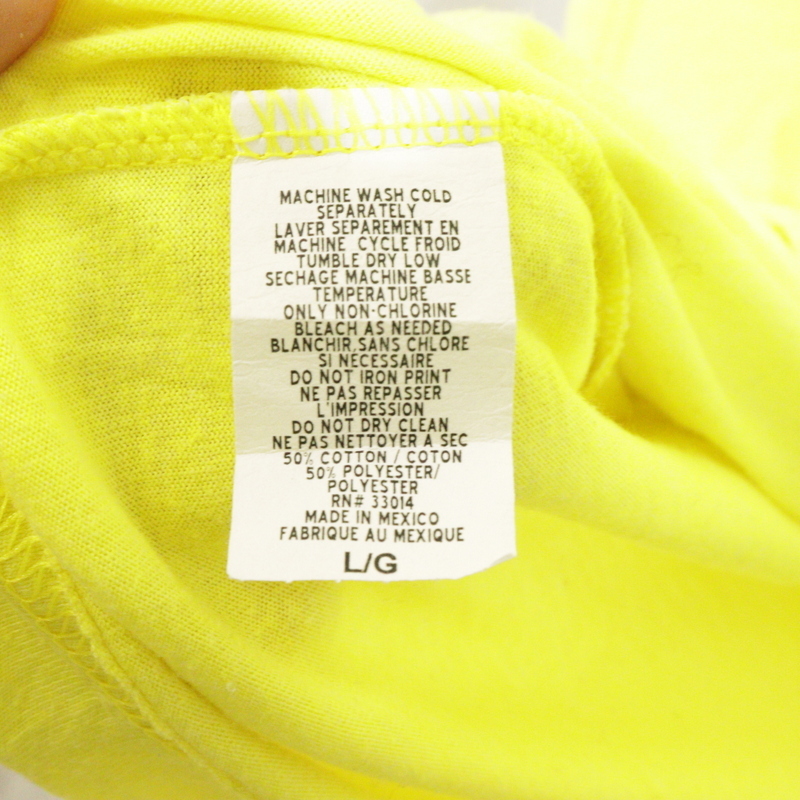 MACHINE WASH COLD
SEPARATELY
LAVER SEPAREMENT EN
MACHINE CYCLE FROID
TUMBLE DRY LOW
SECHAGE MACHINE BASSE
TEMPERATURE
ONLY NON-CHLORINE
BLEACH AS NEEDED
BLANCHIR SANS CHLORE
SI NECESSAIRE
DO NOT IRON PRINT
NE PAS REPASSER
L'IMPRESSION
DO NOT DRY CLEAN
NE PAS NETTOYER A SEC
50% COTTON / COTON
50% POLYESTER/
POLYESTER
RN# 33014
MADE IN MEXICO
FABRIQUE AU MEXIQUE
L/G